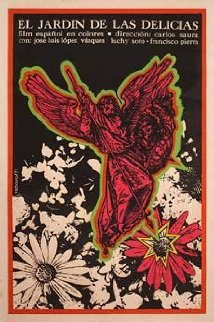 EL JARDIN DE LAS DELICIAS
film español en colores • dirección: carlos saura
con: josé luis lópez vázquez luchy soto • francisco pierra